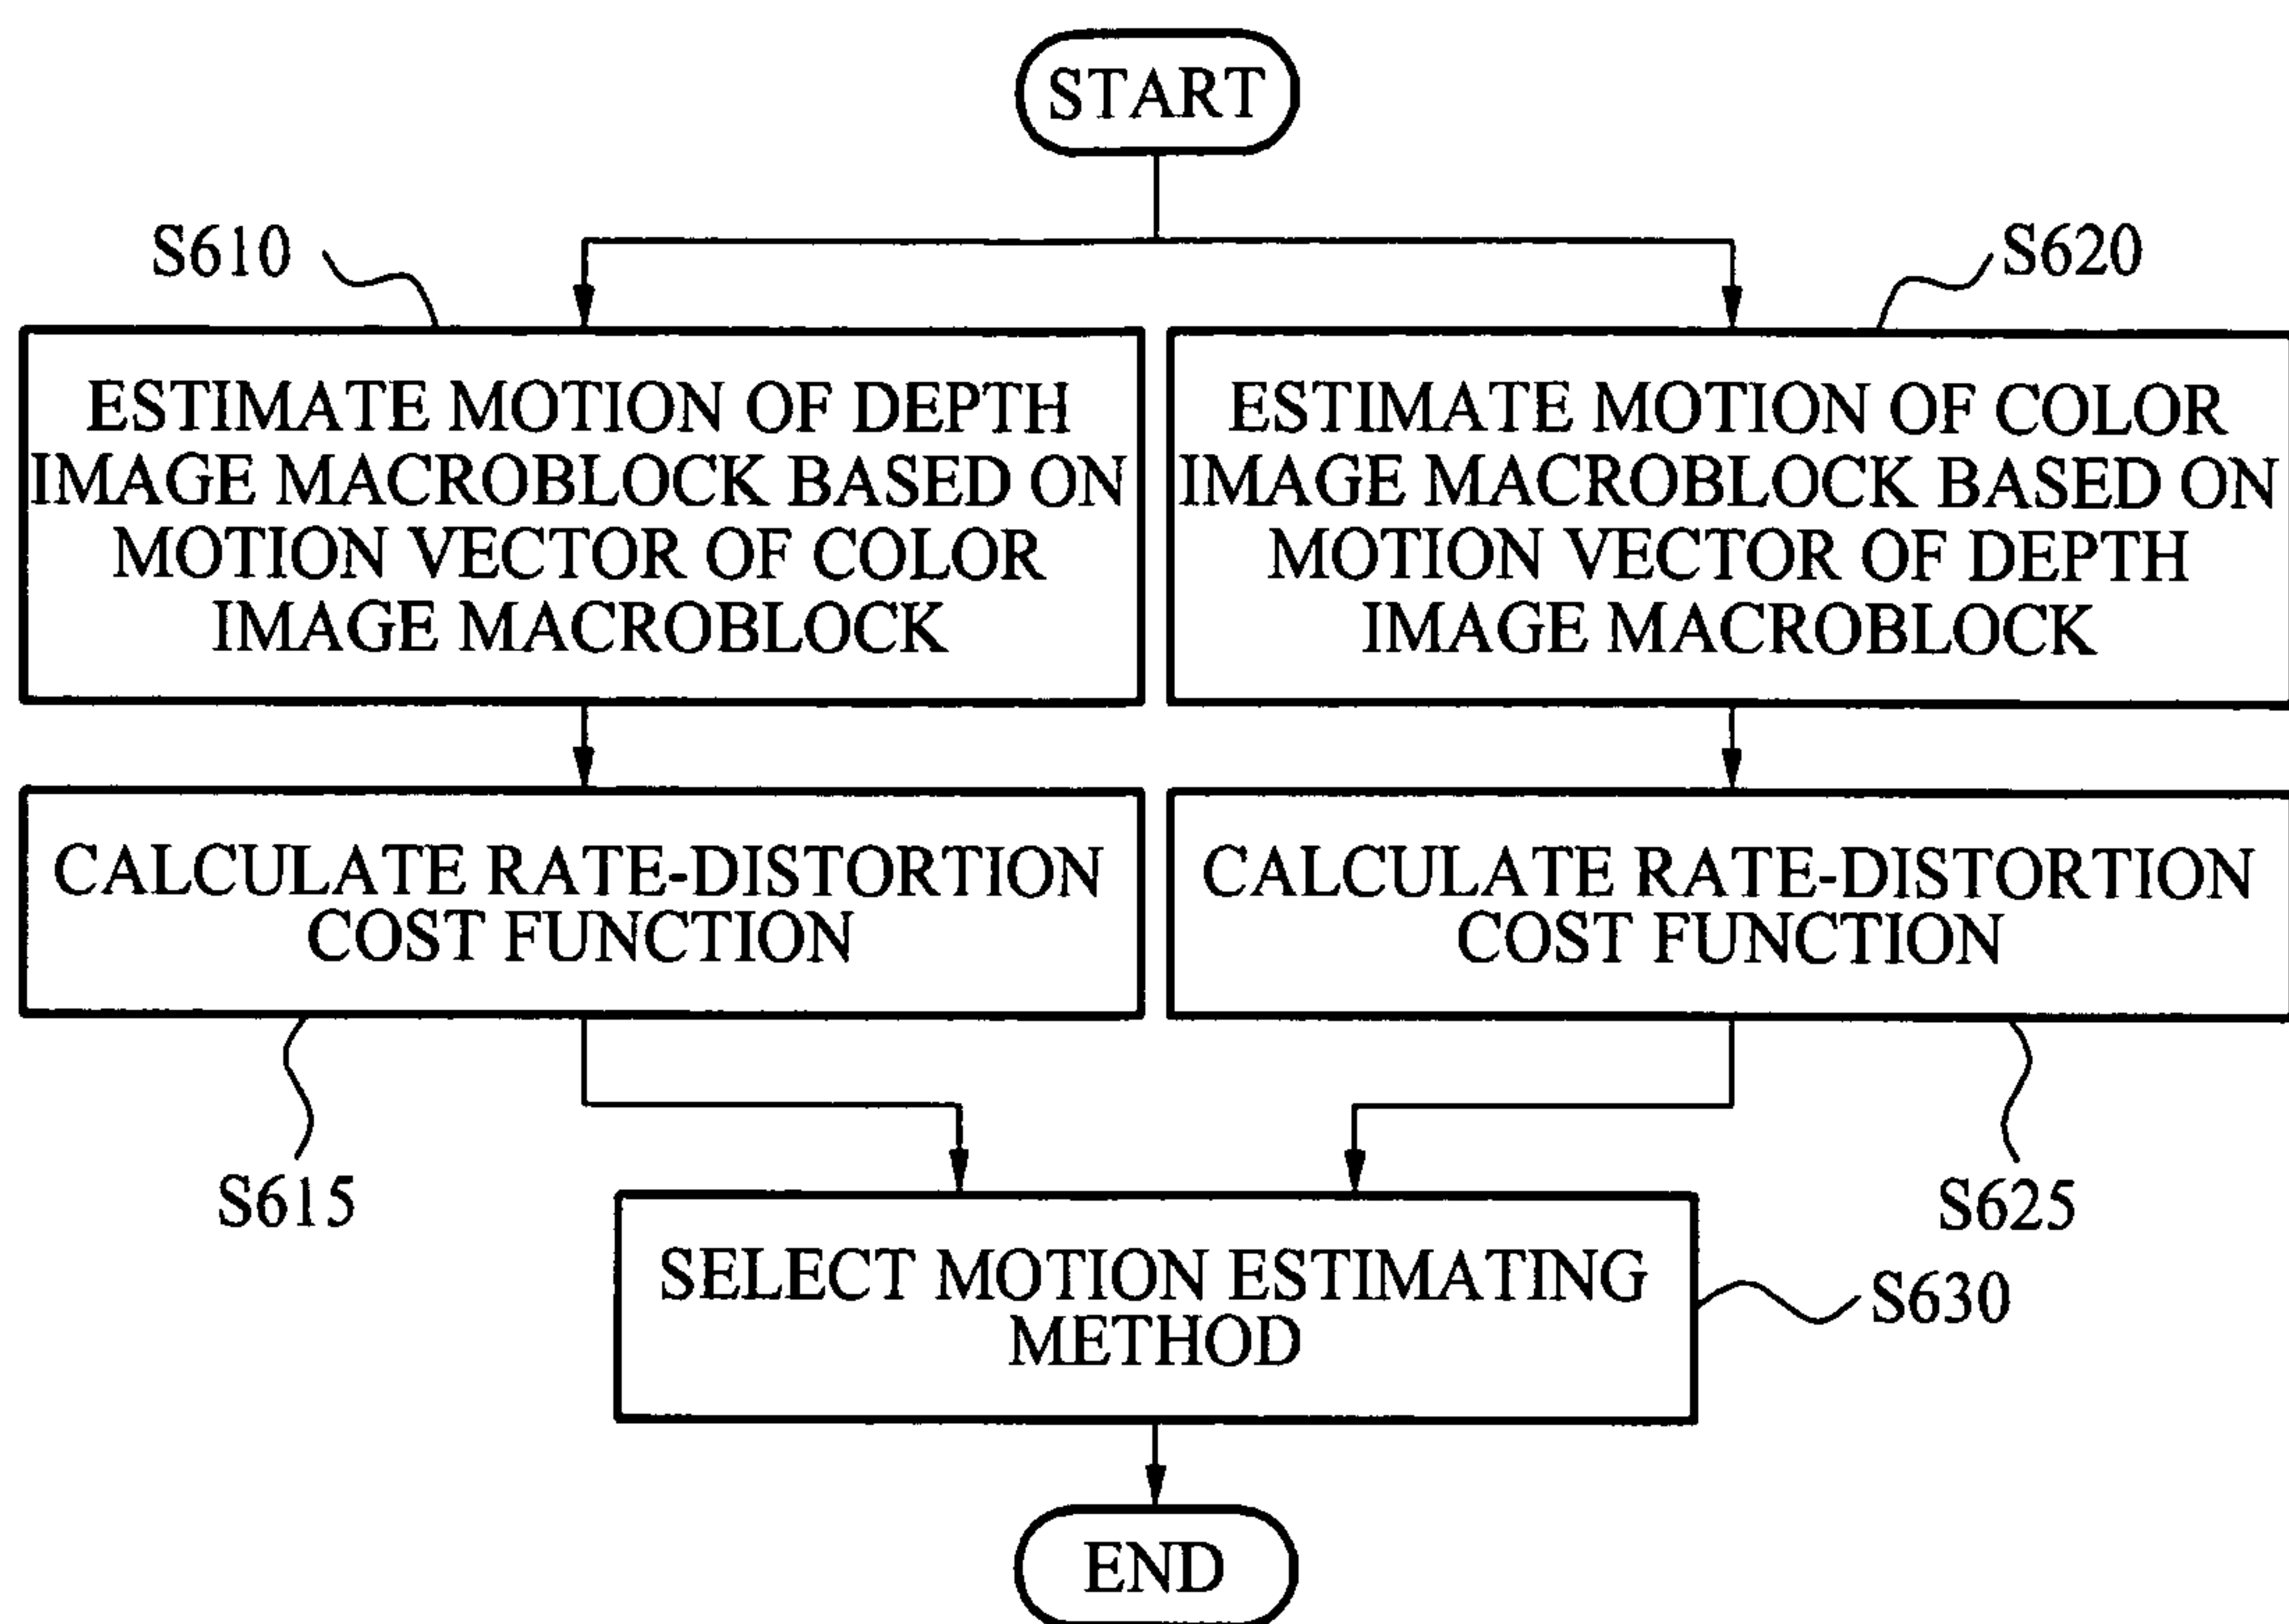 START
S610
S620
ESTIMATE MOTION OF DEPTH
IMAGE MACROBLOCK BASED ON
MOTION VECTOR OF COLOR
IMAGE MACROBLOCK
ESTIMATE MOTION OF COLOR
IMAGE MACROBLOCK BASED ON
MOTION VECTOR OF DEPTH
IMAGE MACROBLOCK
CALCULATE RATE-DISTORTION
COST FUNCTION
CALCULATE RATE-DISTORTION
COST FUNCTION
S615
S625
SELECT MOTION ESTIMATING
METHOD
S630
END